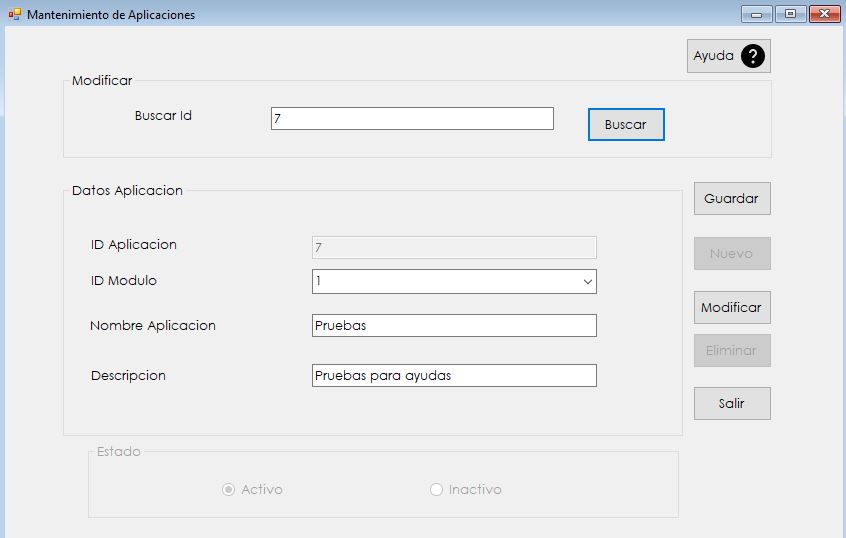 Mantenimiento de Aplicaciones
Ayuda ?
Modificar
Buscar Id
7
Buscar
Datos Aplicacion
Guardar
ID Aplicacion
7
Nuevo
ID Modulo
1
Modificar
Nombre Aplicacion
Pruebas
Eliminar
Descripcion
Pruebas para ayudas
Salir
Estado
Activo
Inactivo